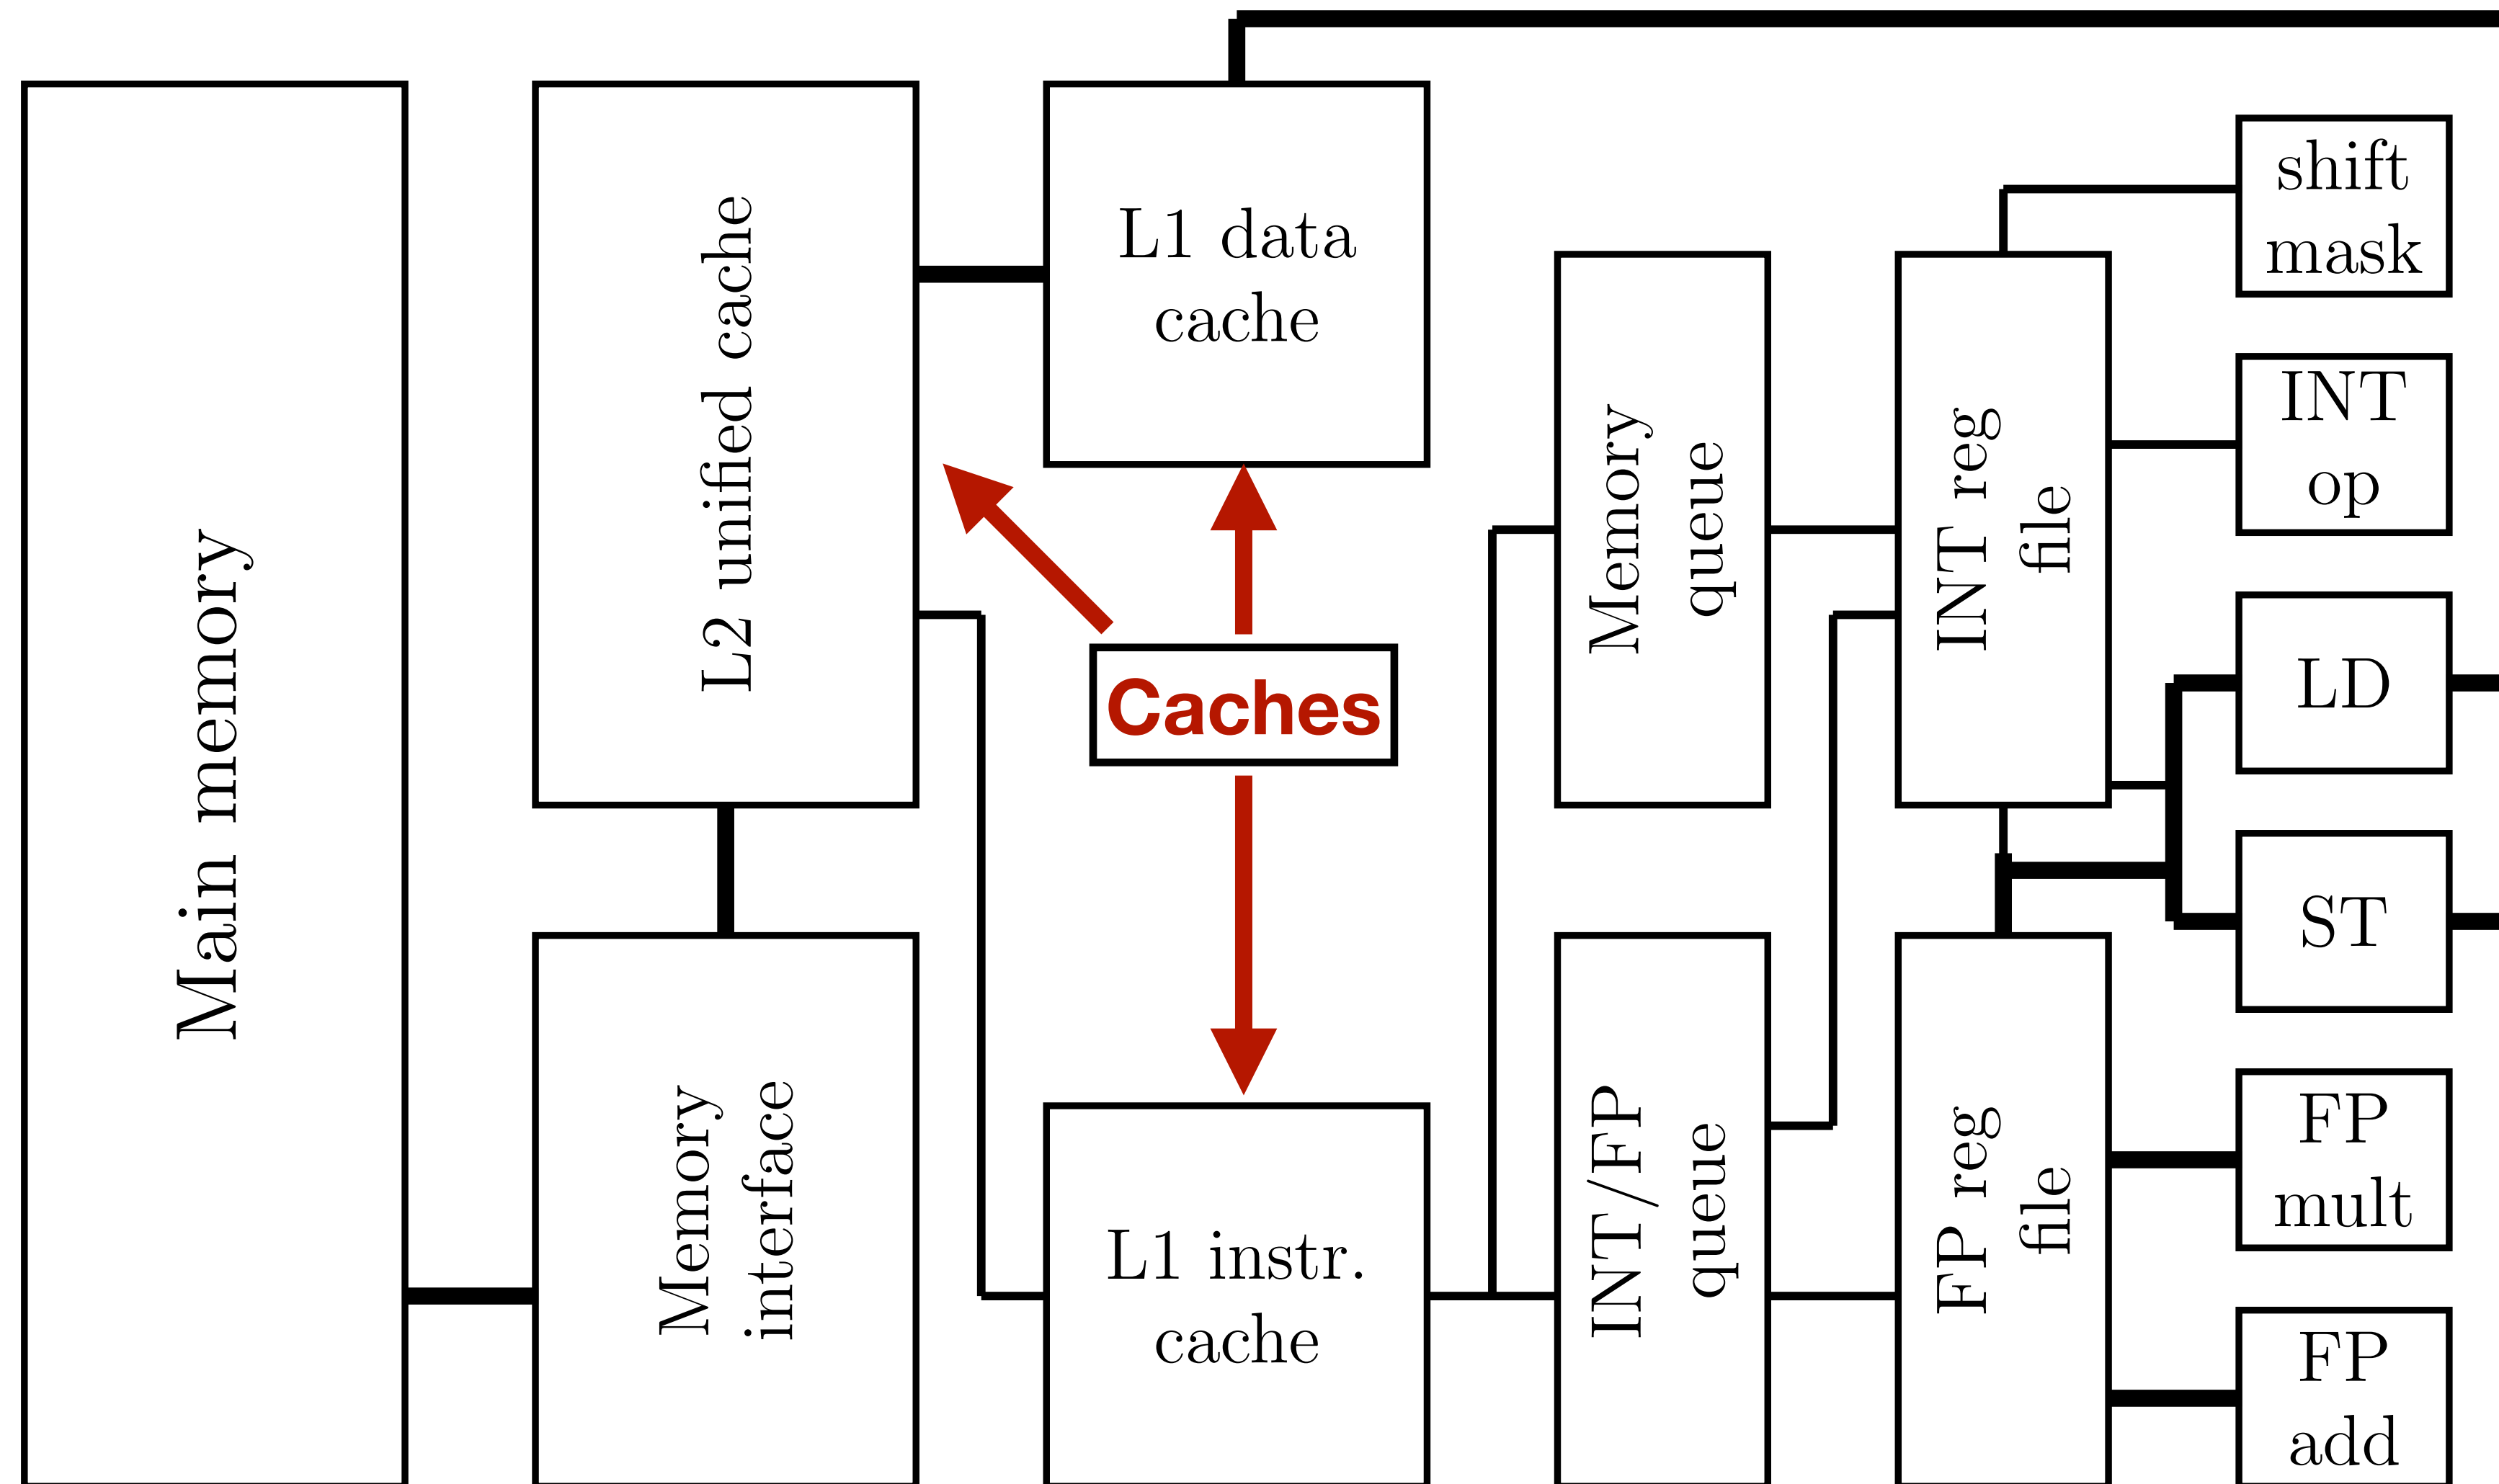 Main memory
L2 unified cache
Memory
interface
L1 data
cache
Caches
L1 instr.
cache
Memory
queue
INT/FP
queue
INT reg
file
FP reg
file
shift
mask
INT
op
LD
ST
FP
mult
FP
add